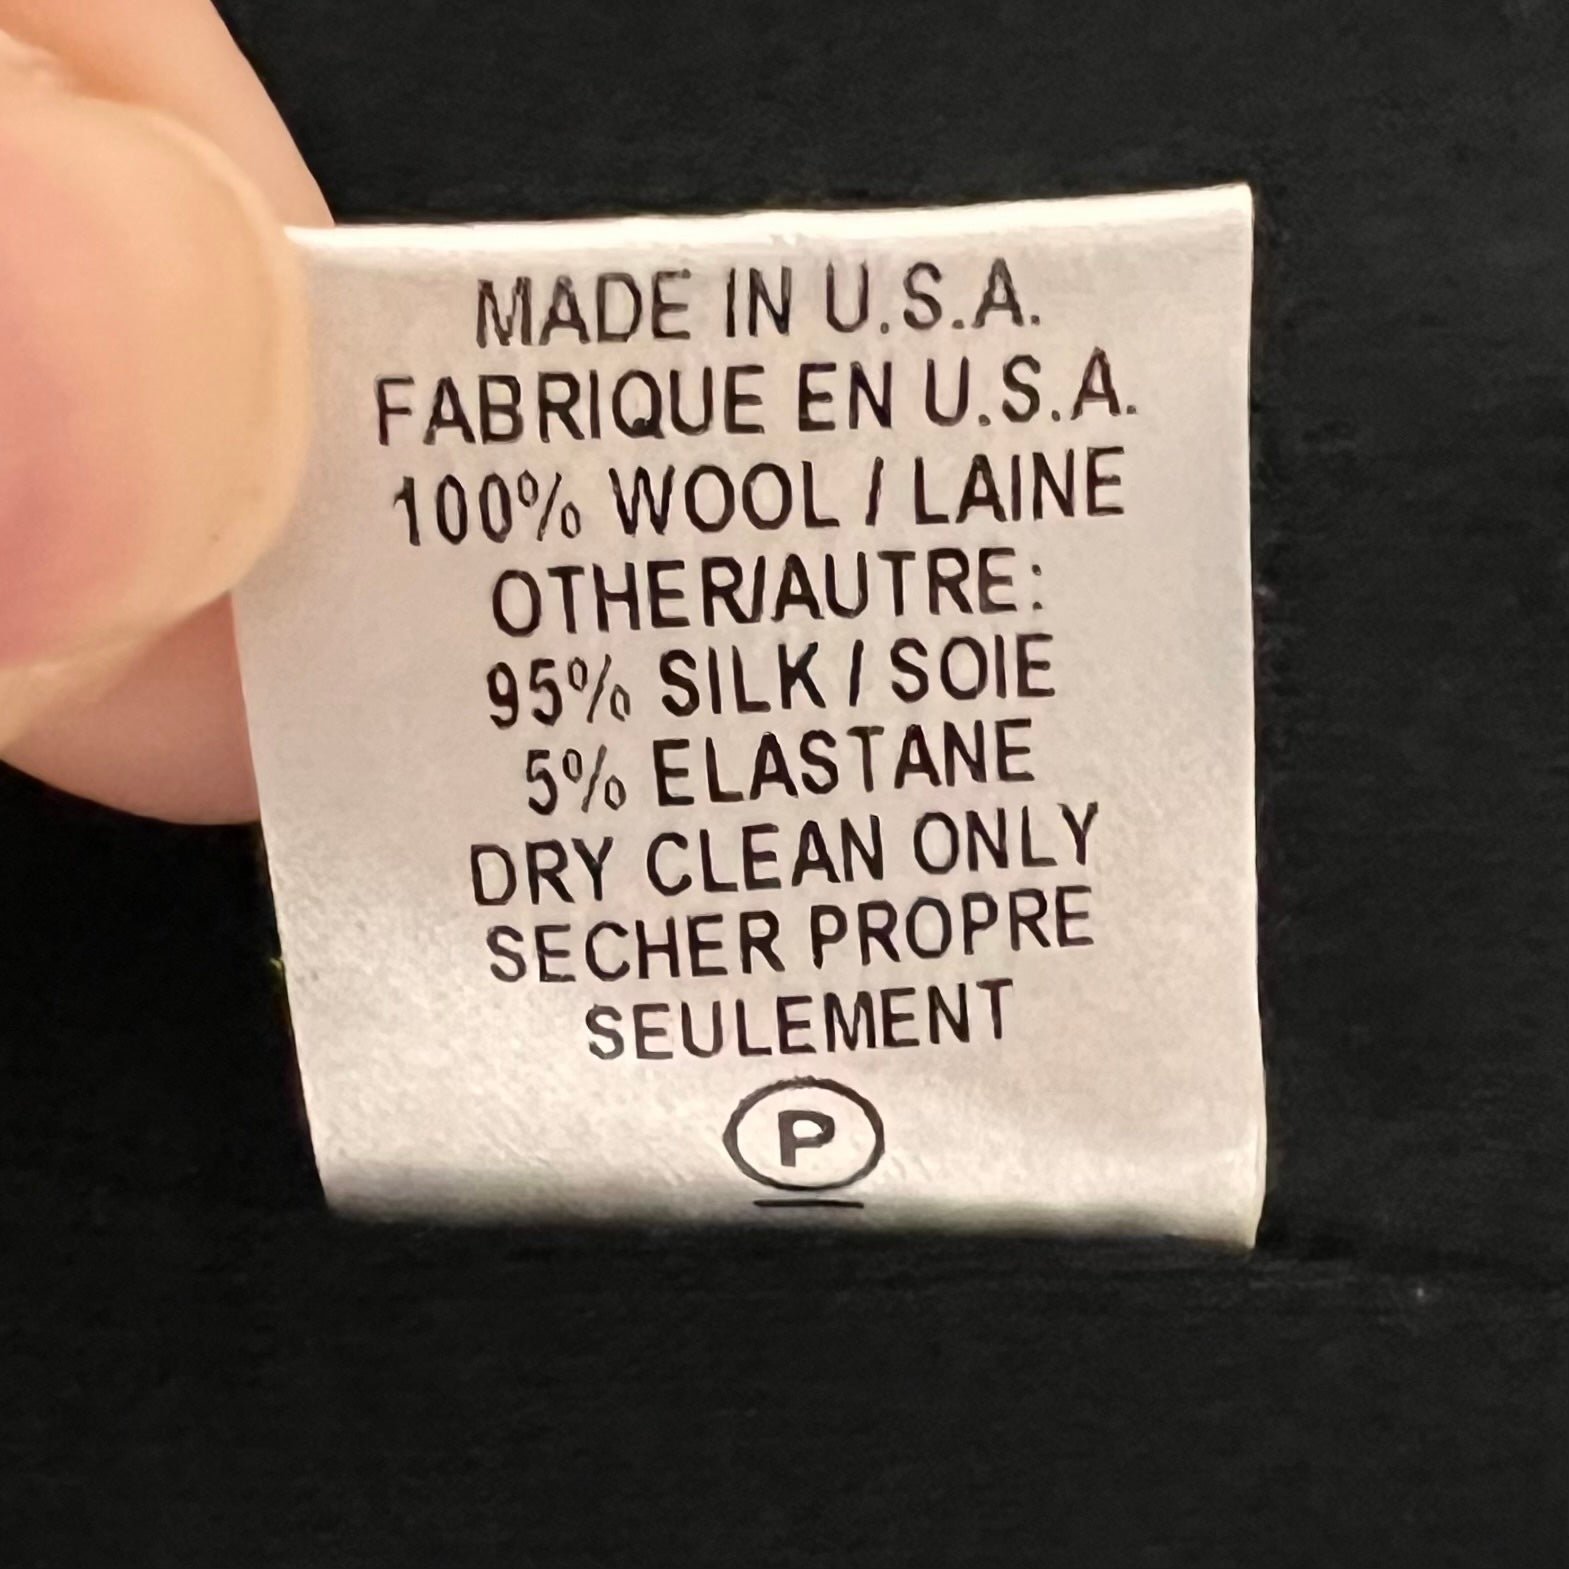 MADE IN U.S.A.
FABRIQUE EN U.S.A.
100% WOOL / LAINE
OTHER/AUTRE:
95% SILK / SOIE
5% ELASTANE
DRY CLEAN ONLY
SECHER PROPRE
SEULEMENT
P